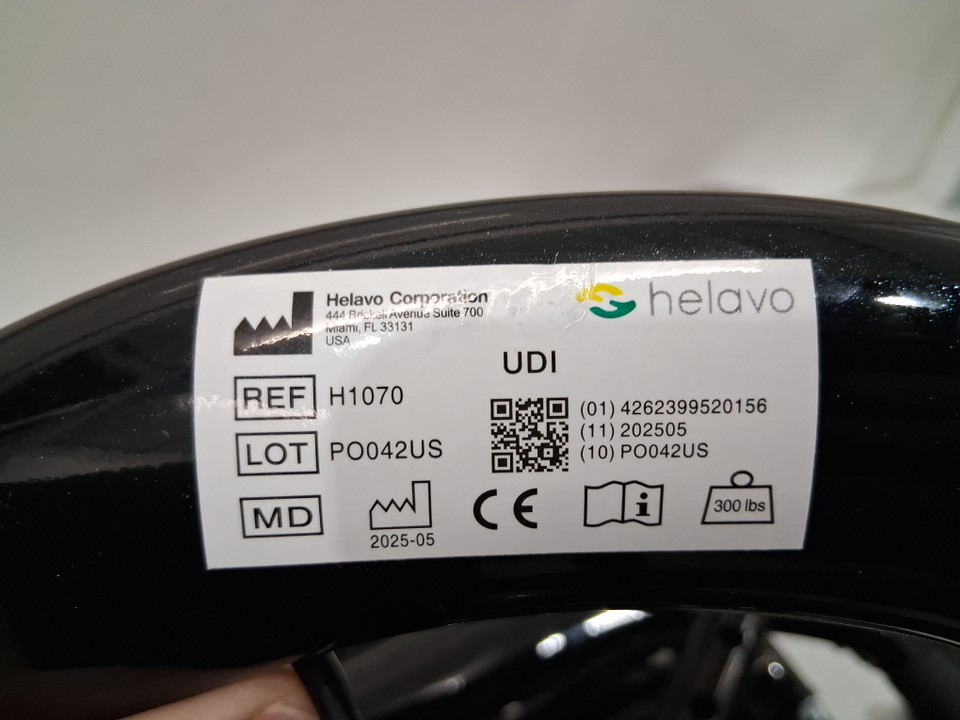 Helavo Corporation
444 Brickell Avenue Suite 700
Miami, FL 33131
USA
helavo
UDI
REF H1070
LOT PO042US
(01) 4262399520156
(11) 202505
(10) PO042US
MD
2025-05
CE
i
300 lbs